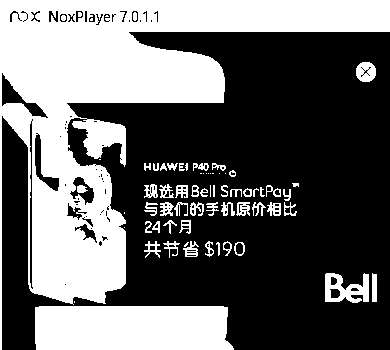 nox NoxPlayer 7.0.1.1
HUAWEI P40 Pro
现选用Bell SmartPay™
与我们的手机原价相比
24个月
共节省 $190
Bell